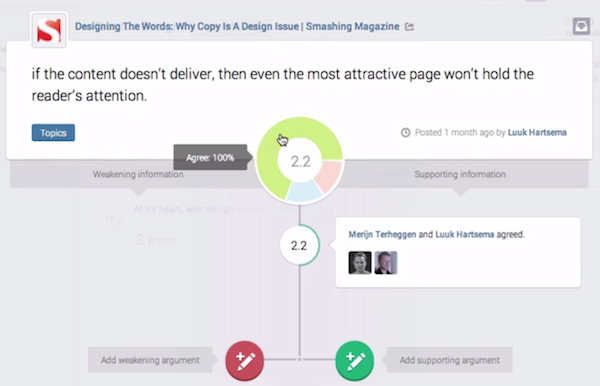 Designing The Words: Why Copy Is A Design Issue | Smashing Magazine
if the content doesn't deliver, then even the most attractive page won't hold the
reader's attention.
Topics
Posted 1 month ago by Luuk Hartsema
Agree: 100%
2.2
Weakening information
Supporting information
At its heart, web design
Words
2.2
Merijn Terheggen and Luuk Hartsema agreed.
Add weakening argument
Add supporting argument